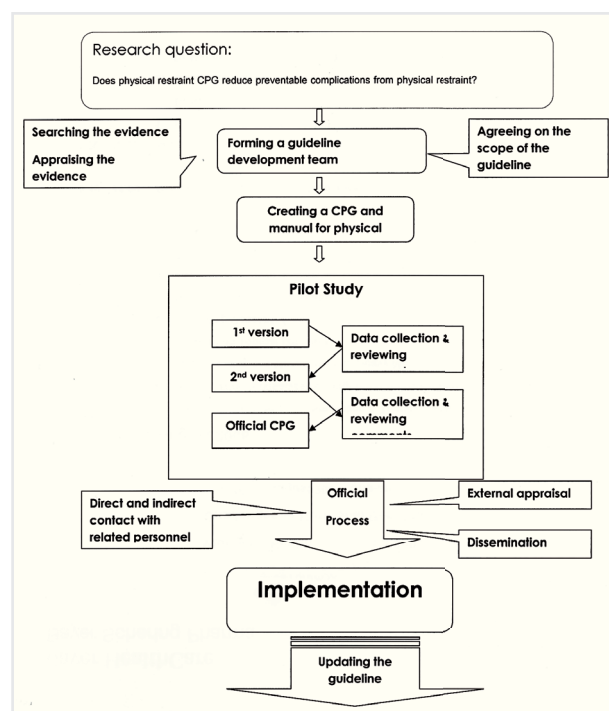 Research question:
Does physical restraint CPG reduce preventable complications from physical restraint?
Searching the evidence
Appraising the
evidence
Forming a guideline
development team
Agreeing on the
scope of the
guideline
Creating a CPG and
manual for physical
Pilot Study
1st version
Data collection &
reviewing
2nd version
Data collection &
reviewing
comments
Official CPG
Direct and indirect
contact with
related personnel
Official
Process
External appraisal
Dissemination
Implementation
Updating the
guideline